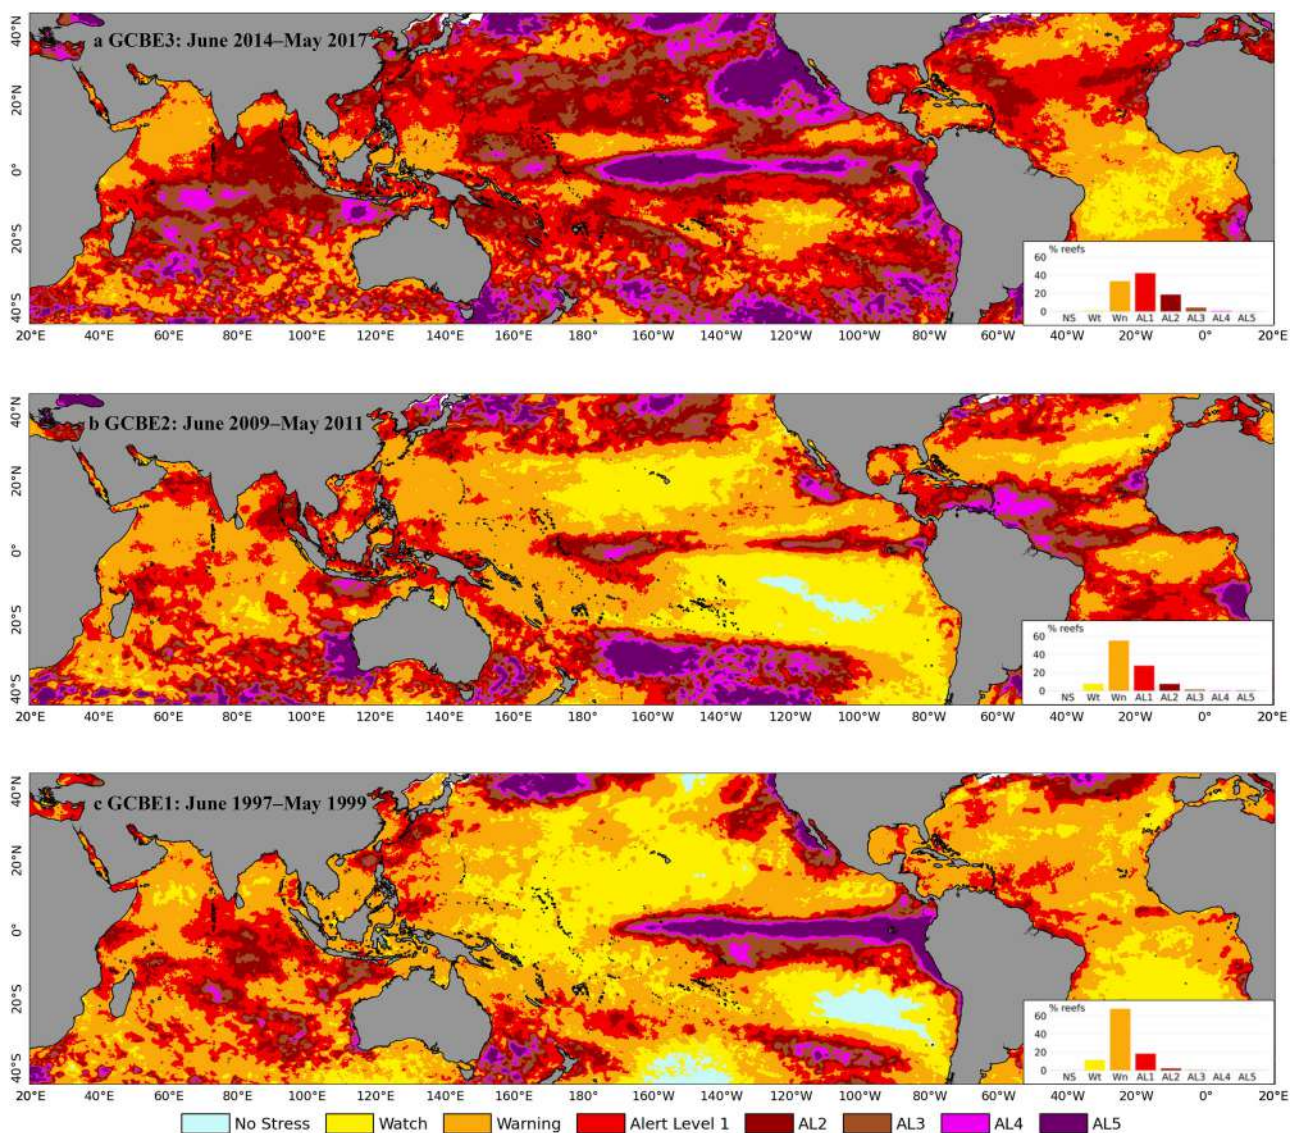 a GCBE3: June 2014–May 2017
40°N
20°N
0°
20°S
40°S
% reefs
60
40
20
0
NS Wt Wn AL1 AL2 AL3 AL4 AL5
20°E 40°E 60°E 80°E 100°E 120°E 140°E 160°E 180° 160°W 140°W 120°W 100°W 80°W 60°W 40°W 20°W 0° 20°E
b GCBE2: June 2009–May 2011
40°N
20°N
0°
20°S
40°S
% reefs
60
40
20
0
NS Wt Wn AL1 AL2 AL3 AL4 AL5
20°E 40°E 60°E 80°E 100°E 120°E 140°E 160°E 180° 160°W 140°W 120°W 100°W 80°W 60°W 40°W 20°W 0° 20°E
c GCBE1: June 1997–May 1999
40°N
20°N
0°
20°S
40°S
% reefs
60
40
20
0
NS Wt Wn AL1 AL2 AL3 AL4 AL5
20°E 40°E 60°E 80°E 100°E 120°E 140°E 160°E 180° 160°W 140°W 120°W 100°W 80°W 60°W 40°W 20°W 0° 20°E
No Stress Watch Warning Alert Level 1 AL2 AL3 AL4 AL5